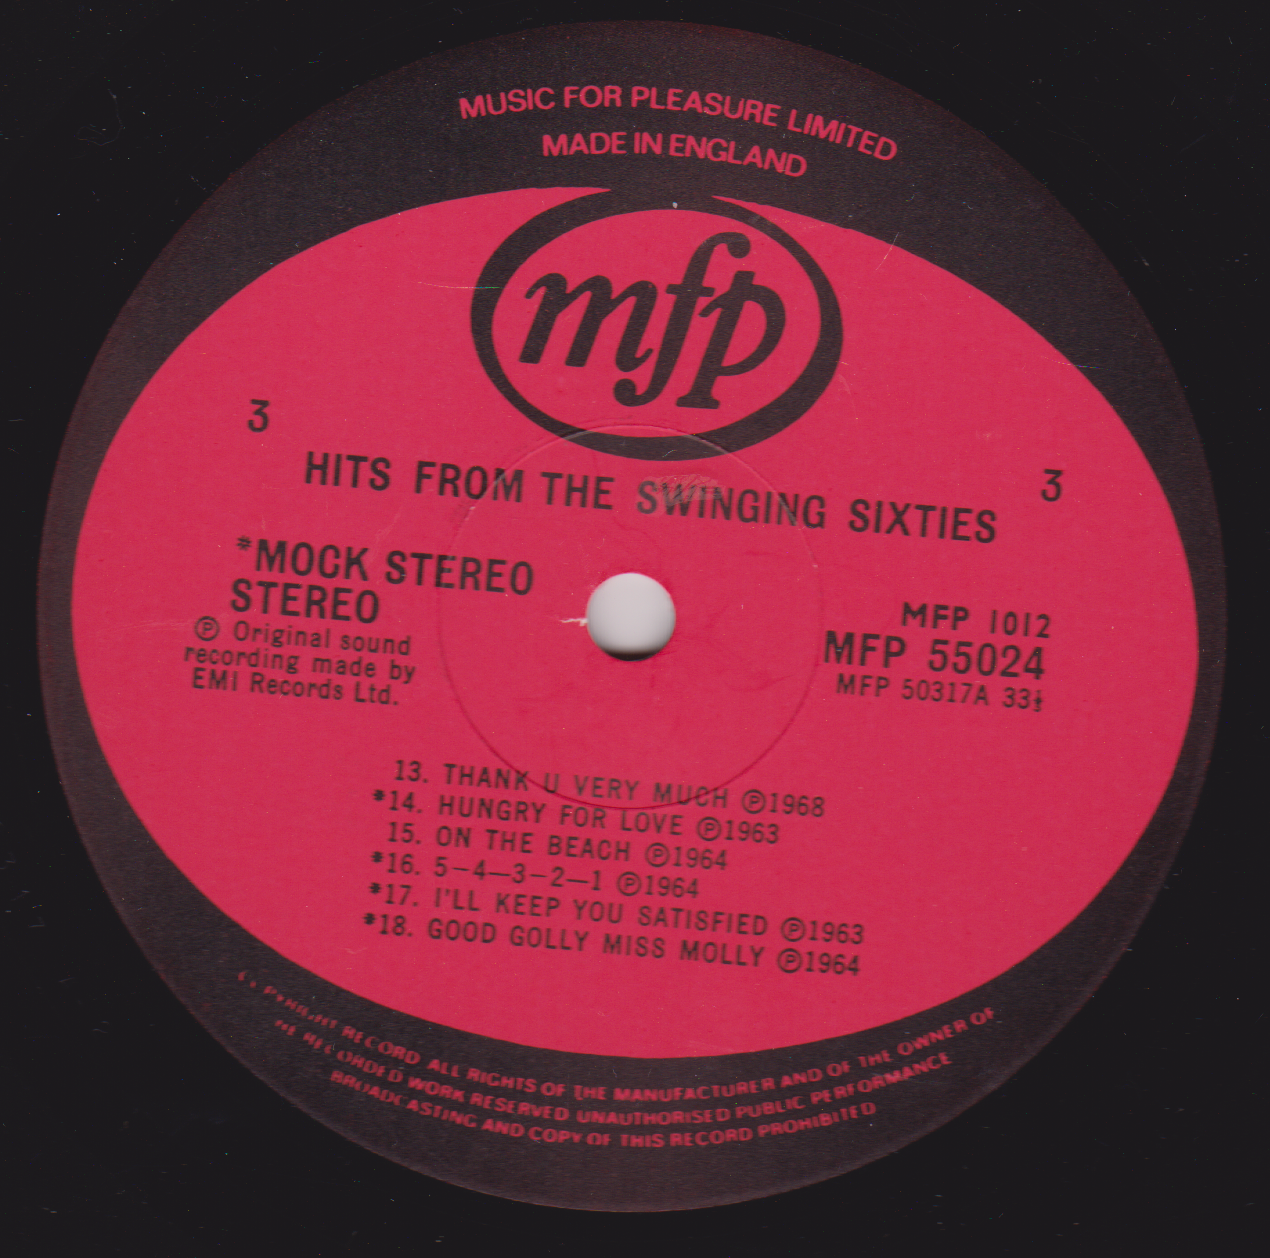 MUSIC FOR PLEASURE LIMITED
MADE IN ENGLAND
mfp
3
3
HITS FROM THE SWINGING SIXTIES
*MOCK STEREO
STEREO
℗ Original sound
recording made by
EMI Records Ltd.
MFP 1012
MFP 55024
MFP 50317A 33⅓
13. THANK U VERY MUCH ℗1968
*14. HUNGRY FOR LOVE ℗1963
15. ON THE BEACH ℗1964
*16. 5-4-3-2-1 ℗1964
*17. I'LL KEEP YOU SATISFIED ℗1963
*18. GOOD GOLLY MISS MOLLY ℗1964
COPYRIGHT RECORD ALL RIGHTS OF THE MANUFACTURER AND OF THE OWNER OF
THE RECORDED WORK RESERVED UNAUTHORISED PUBLIC PERFORMANCE
BROADCASTING AND COPY OF THIS RECORD PROHIBITED